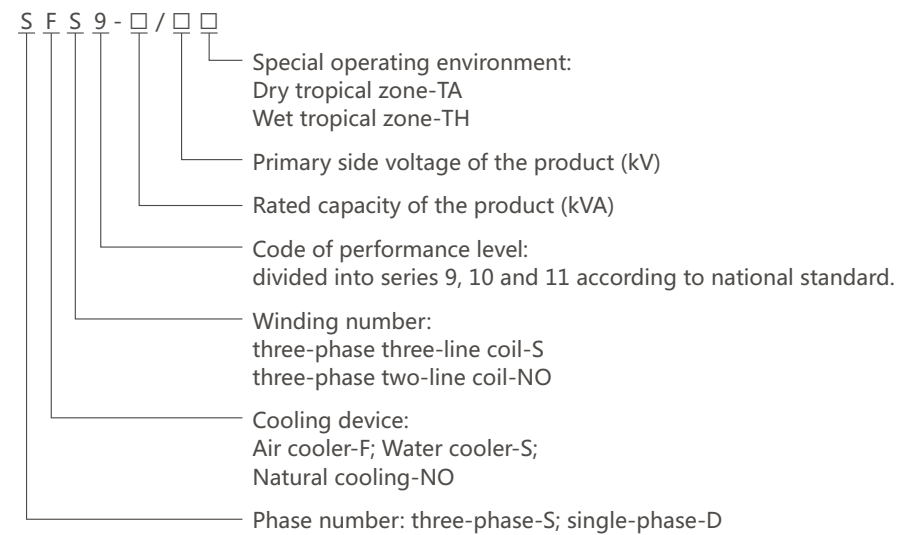 S F S 9 - □ / □ □
Special operating environment:
Dry tropical zone-TA
Wet tropical zone-TH
Primary side voltage of the product (kV)
Rated capacity of the product (kVA)
Code of performance level:
divided into series 9, 10 and 11 according to national standard.
Winding number:
three-phase three-line coil-S
three-phase two-line coil-NO
Cooling device:
Air cooler-F; Water cooler-S;
Natural cooling-NO
Phase number: three-phase-S; single-phase-D